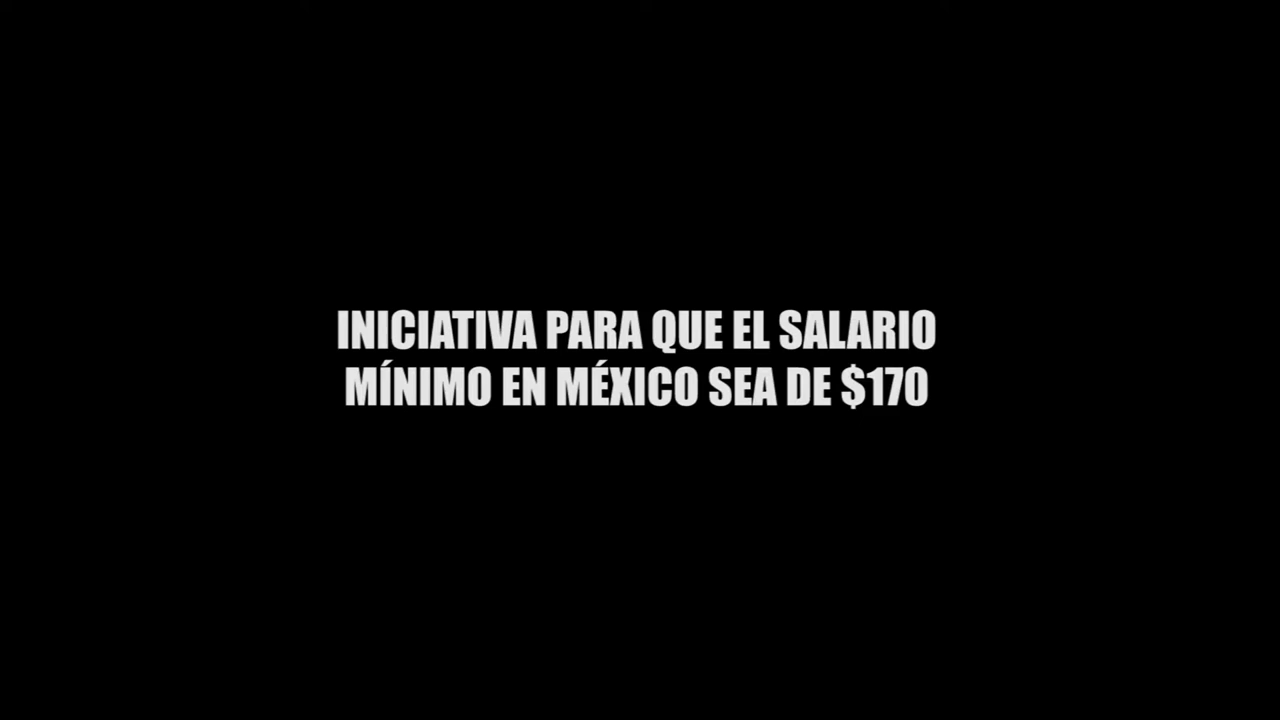 INICIATIVA PARA QUE EL SALARIO
MÍNIMO EN MÉXICO SEA DE $170